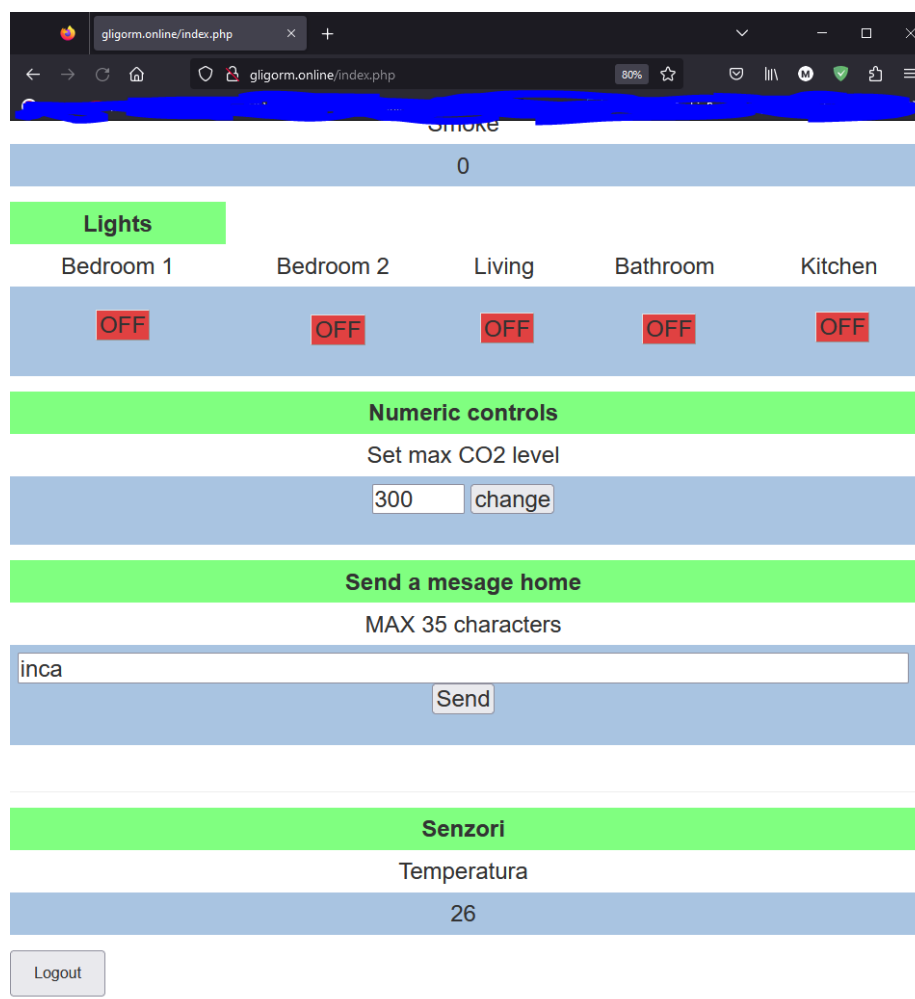 gligorm.online/index.php
gligorm.online/index.php 80%
Smoke
0
Lights
Bedroom 1 Bedroom 2 Living Bathroom Kitchen
OFF OFF OFF OFF OFF
Numeric controls
Set max CO2 level
300 change
Send a mesage home
MAX 35 characters
inca
Send
Senzori
Temperatura
26
Logout